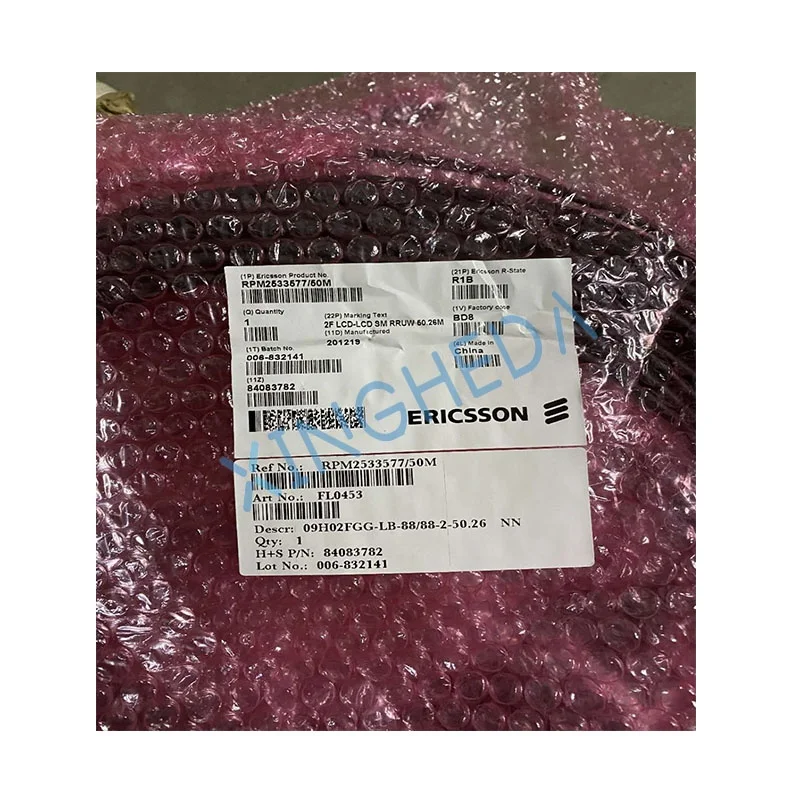 (1P) Ericsson Product No.
RPM2533577/50M
(21P) Ericsson R-State
R1B
(Q) Quantity
1
(22P) Marking Text
2F LCD-LCD SM RRUW-50,26M
(1V) Factory code
BD8
(11D) Manufactured
201219
(1T) Batch No.
006-832141
(4L) Made in
China
(11Z)
84083782
ERICSSON
XINGHEDA
Ref No.: RPM2533577/50M
Art No.: FL0453
Descr: 09H02FGG-LB-88/88-2-50.26 NN
Qty: 1
H+S P/N: 84083782
Lot No.: 006-832141